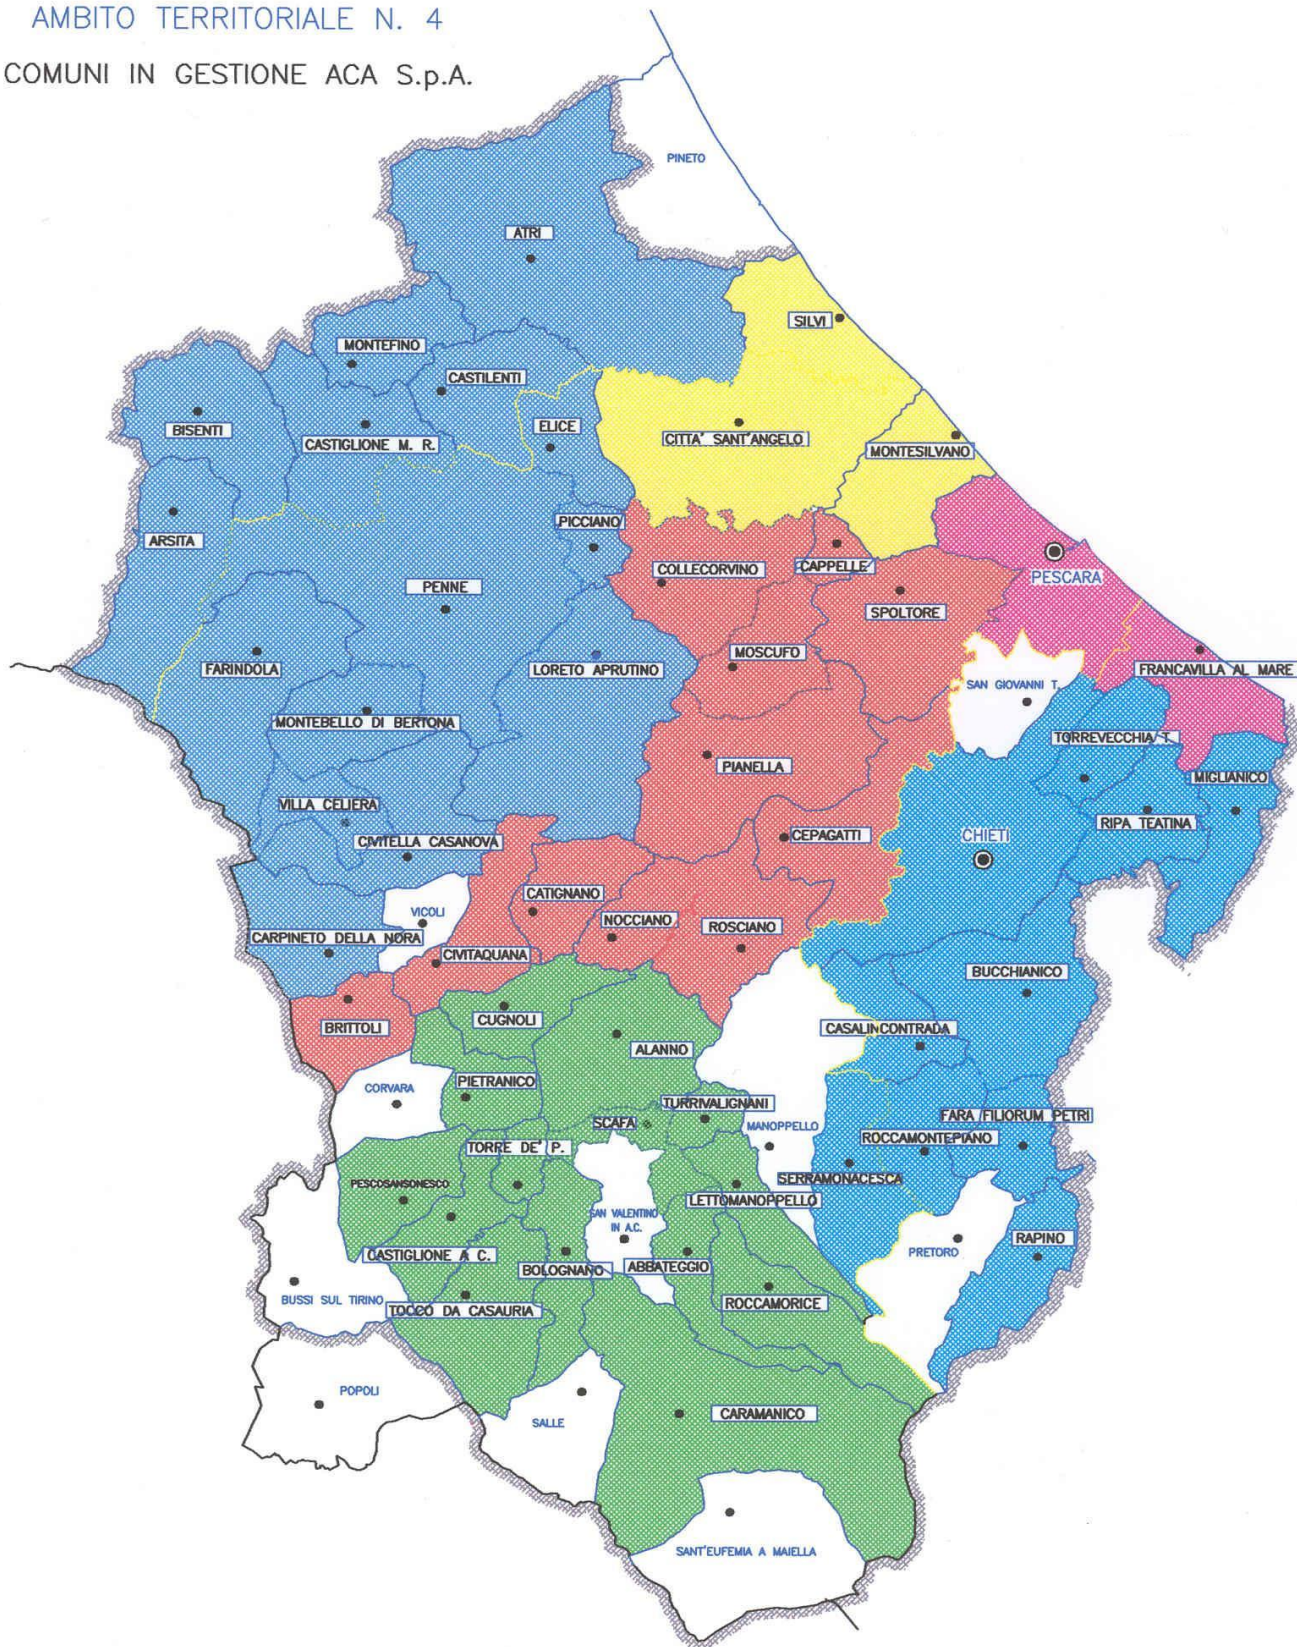 AMBITO TERRITORIALE N. 4
COMUNI IN GESTIONE ACA S.p.A.
PINETO
ATRI
SILVI
MONTEFINO
CASTILENTI
BISENTI
CASTIGLIONE M. R.
ELICE
CITTA' SANT'ANGELO
MONTESILVANO
ARSITA
PICCIANO
COLLECORVINO
CAPPELLE
PESCARA
PENNE
SPOLTORE
FARINDOLA
LORETO APRUTINO
MOSCUFO
SAN GIOVANNI T.
FRANCAVILLA AL MARE
MONTEBELLO DI BERTONA
TORREVECCHIA T.
PIANELLA
MIGLIANICO
VILLA CELIERA
CIVITELLA CASANOVA
CEPAGATTI
CHIETI
RIPA TEATINA
CATIGNANO
VICOLI
NOCCIANO
ROSCIANO
CARPINETO DELLA NORA
CIVITAQUANA
BUCCHIANICO
BRITTOLI
CUGNOLI
ALANNO
CASALINCONTRADA
CORVARA
PIETRANICO
TURRIVALIGNANI
SCAFA
MANOPPELLO
FARA FILIORUM PETRI
ROCCAMONTEPIANO
TORRE DE' P.
PESCOSANSONESCO
SERRAMONACESCA
LETTOMANOPPELLO
SAN VALENTINO
IN A.C.
CASTIGLIONE A C.
BOLOGNANO
ABBATEGGIO
PRETORO
RAPINO
BUSSI SUL TIRINO
TOCCO DA CASAURIA
ROCCAMORICE
POPOLI
SALLE
CARAMANICO
SANT'EUFEMIA A MAIELLA